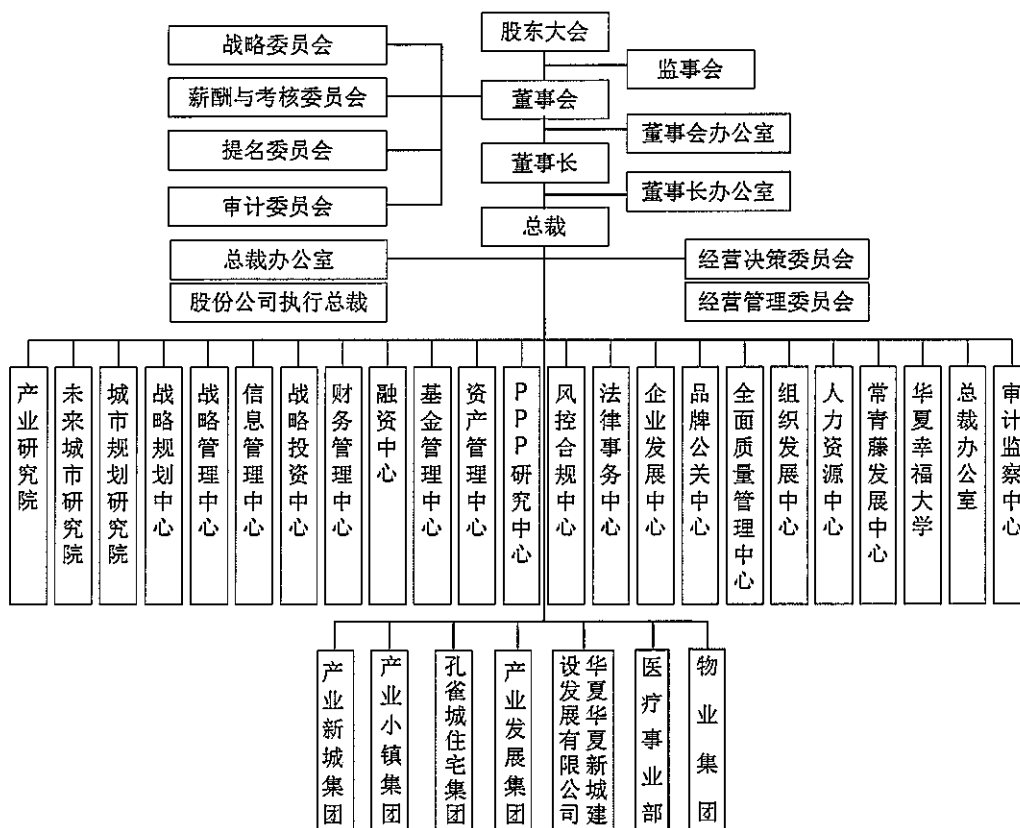 股东大会
战略委员会
监事会
薪酬与考核委员会
董事会
董事会办公室
提名委员会
董事长
董事长办公室
审计委员会
总裁
总裁办公室
经营决策委员会
股份公司执行总裁
经营管理委员会
产业研究院
未来城市研究院
城市规划研究院
战略规划中心
战略管理中心
信息管理中心
战略投资中心
财务管理中心
融资中心
基金管理中心
资产管理中心
PPP研究中心
风控合规中心
法律事务中心
企业发展中心
品牌公关中心
全面质量管理中心
组织发展中心
人力资源中心
常青藤发展中心
华夏幸福大学
总裁办公室
审计监察中心
产业新城集团
产业小镇集团
孔雀城住宅集团
产业发展集团
华夏华夏新城建
设发展有限公司
医疗事业部
物业集团